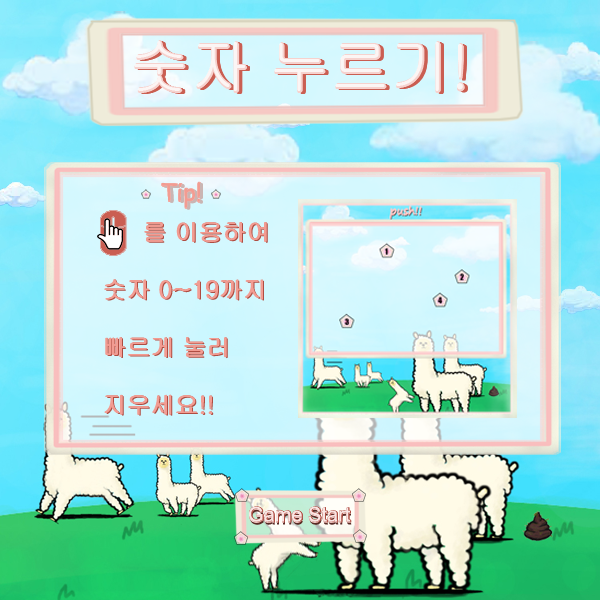 숫자 누르기!
Tip!
를 이용하여
숫자 0~19까지
빠르게 눌러
지우세요!!
push!!
1
2
4
3
Game Start